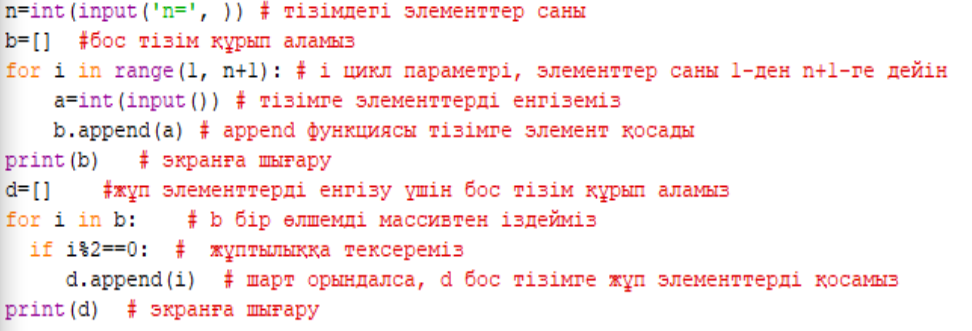 n=int(input('n=', )) # тізімдегі элементтер саны
b=[]  #бос тізім құрып аламыз
for i in range(1, n+1): # i цикл параметрі, элементтер саны 1-ден n+1-ге дейін
    a=int(input()) # тізімге элементтерді енгіземіз
    b.append(a) # append функциясы тізімге элемент қосады
print(b)   # экранға шығару
d=[]    #жұп элементтерді енгізу үшін бос тізім құрып аламыз
for i in b:    # b бір өлшемді массивтен іздейміз
  if i%2==0:  #  жұптылыққа тексереміз
     d.append(i)  # шарт орындалса, d бос тізімге жұп элементтерді қосамыз
print(d)  # экранға шығару